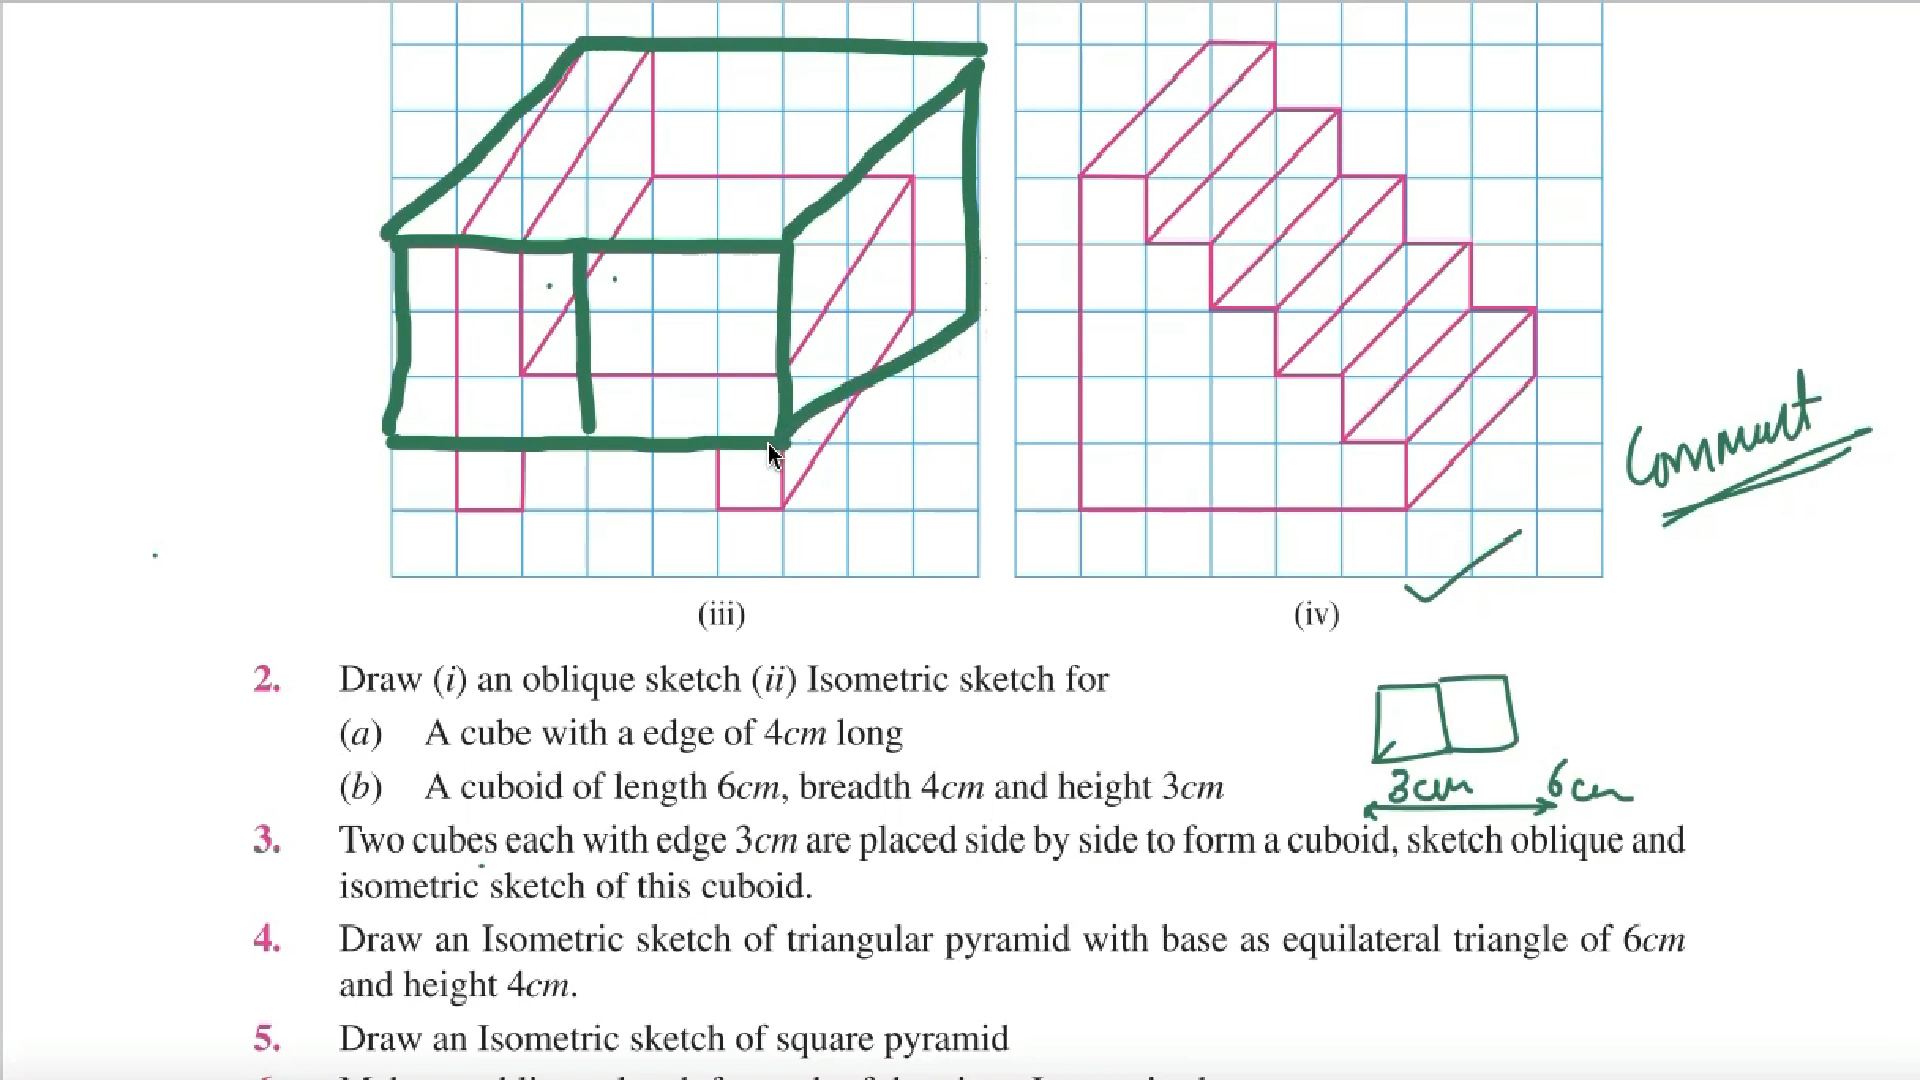 Commut
(iii)
(iv)
2. Draw (i) an oblique sketch (ii) Isometric sketch for
(a) A cube with a edge of 4cm long
(b) A cuboid of length 6cm, breadth 4cm and height 3cm
3cm 6cm
3. Two cubes each with edge 3cm are placed side by side to form a cuboid, sketch oblique and
isometric sketch of this cuboid.
4. Draw an Isometric sketch of triangular pyramid with base as equilateral triangle of 6cm
and height 4cm.
5. Draw an Isometric sketch of square pyramid